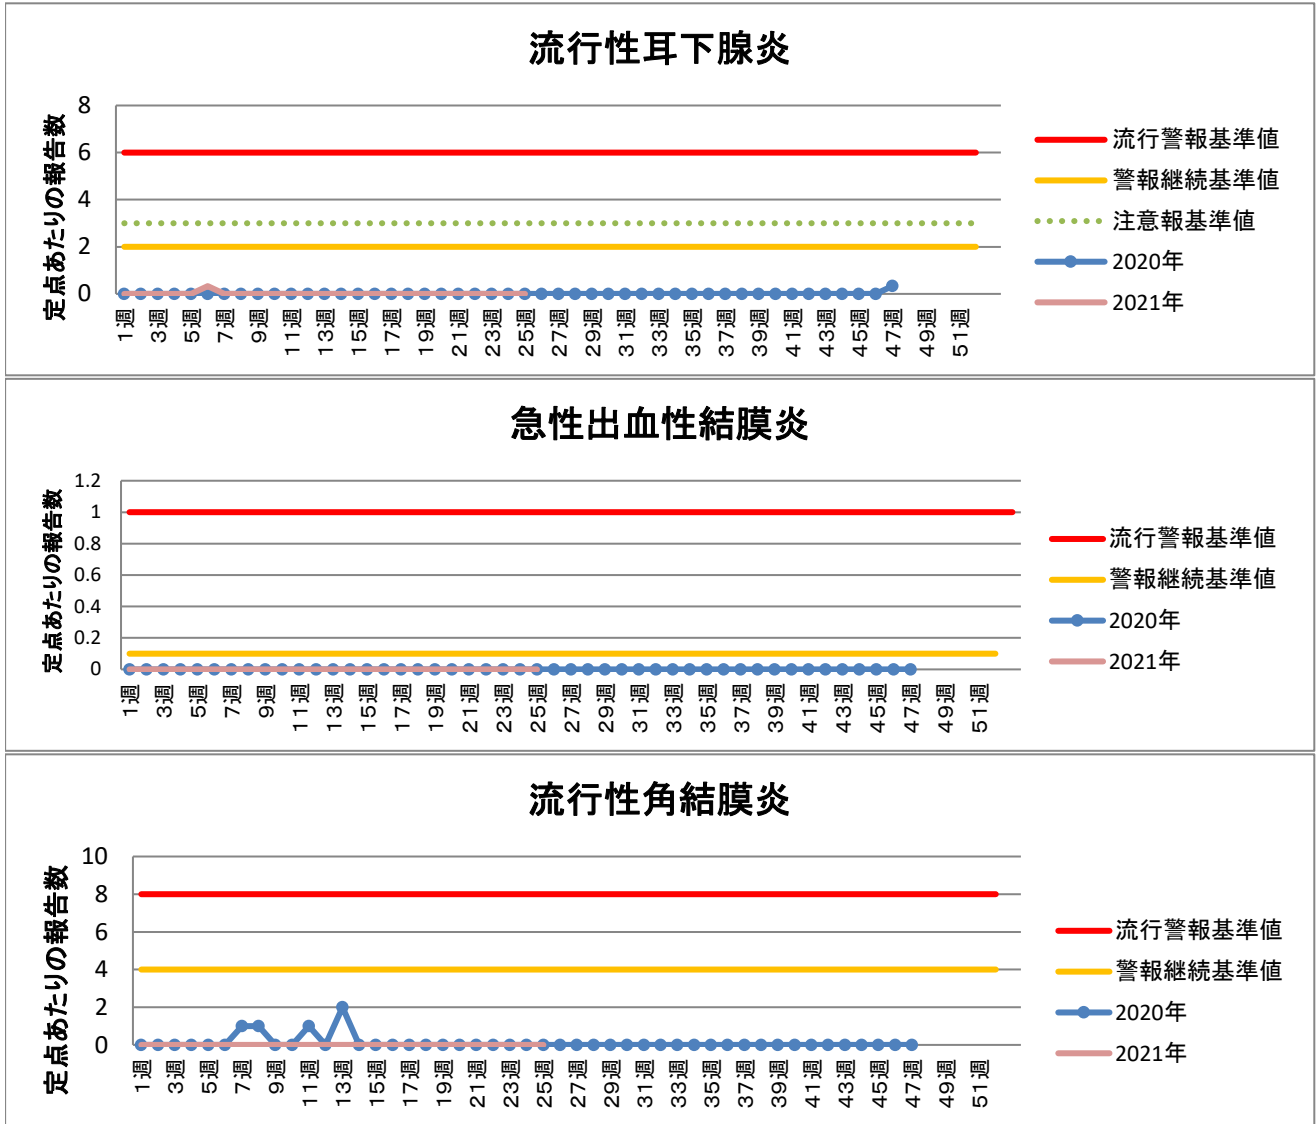 流行性耳下腺炎
定点あたりの報告数
8
6
4
2
0
1週 3週 5週 7週 9週 11週 13週 15週 17週 19週 21週 23週 25週 27週 29週 31週 33週 35週 37週 39週 41週 43週 45週 47週 49週 51週
流行警報基準値
警報継続基準値
注意報基準値
2020年
2021年
急性出血性結膜炎
定点あたりの報告数
1.2
1
0.8
0.6
0.4
0.2
0
1週 3週 5週 7週 9週 11週 13週 15週 17週 19週 21週 23週 25週 27週 29週 31週 33週 35週 37週 39週 41週 43週 45週 47週 49週 51週
流行警報基準値
警報継続基準値
2020年
2021年
流行性角結膜炎
定点あたりの報告数
10
8
6
4
2
0
1週 3週 5週 7週 9週 11週 13週 15週 17週 19週 21週 23週 25週 27週 29週 31週 33週 35週 37週 39週 41週 43週 45週 47週 49週 51週
流行警報基準値
警報継続基準値
2020年
2021年